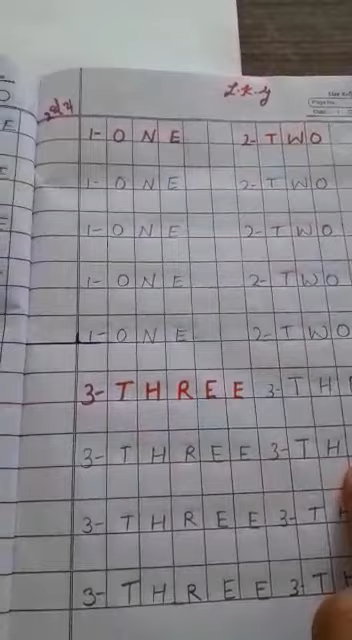 L.K.y
1- ONE 2- TWO
1- ONE 2- TWO
1- ONE 2- TWO
1- ONE 2- TWO
1- ONE 2- TWO
3- THREE 3- TH
3- THREE 3- TH
3- THREE 3- TH
3- THREE 3- TH